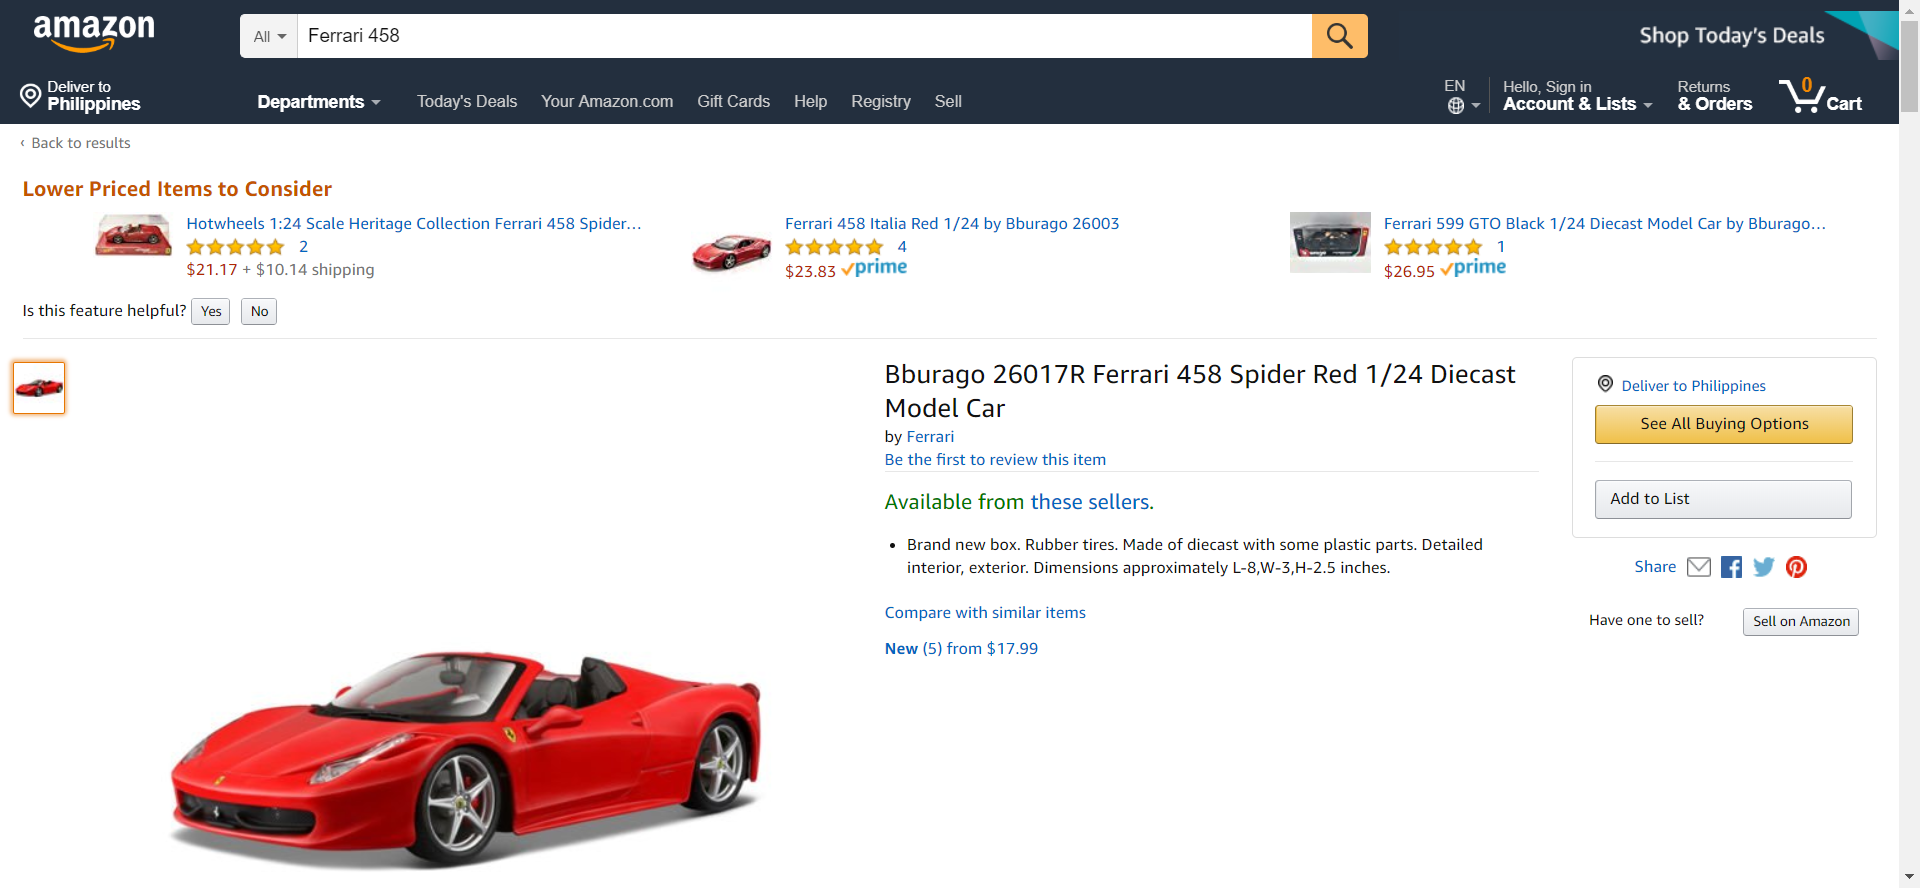 amazon
All
Ferrari 458
Shop Today's Deals
Deliver to
Philippines
Departments
Today's Deals
Your Amazon.com
Gift Cards
Help
Registry
Sell
EN
Hello, Sign in
Account & Lists
Returns
& Orders
0
Cart
‹ Back to results
Lower Priced Items to Consider
Hotwheels 1:24 Scale Heritage Collection Ferrari 458 Spider...
2
$21.17 + $10.14 shipping
Ferrari 458 Italia Red 1/24 by Bburago 26003
4
$23.83 prime
Ferrari 599 GTO Black 1/24 Diecast Model Car by Bburago...
1
$26.95 prime
Is this feature helpful? Yes No
Bburago 26017R Ferrari 458 Spider Red 1/24 Diecast
Model Car
by Ferrari
Be the first to review this item
Available from these sellers.
• Brand new box. Rubber tires. Made of diecast with some plastic parts. Detailed
interior, exterior. Dimensions approximately L-8,W-3,H-2.5 inches.
Compare with similar items
New (5) from $17.99
Deliver to Philippines
See All Buying Options
Add to List
Share
Have one to sell?
Sell on Amazon